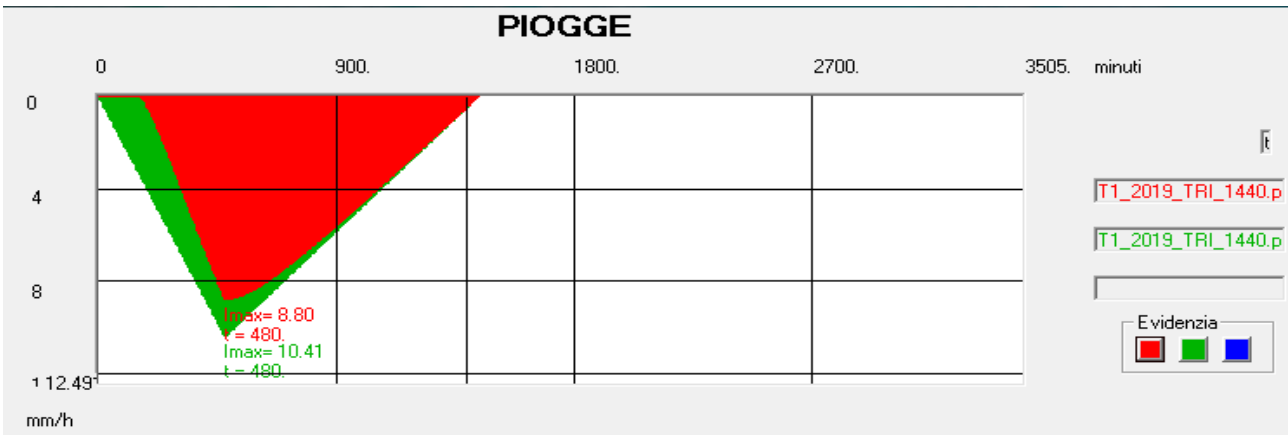 PIOGGE
0 900. 1800. 2700. 3505. minuti
0
t
4
T1_2019_TRI_1440.p
T1_2019_TRI_1440.p
8
Imax= 8.80
t = 480.
Imax= 10.41
t = 480.
Evidenzia
12.49
mm/h